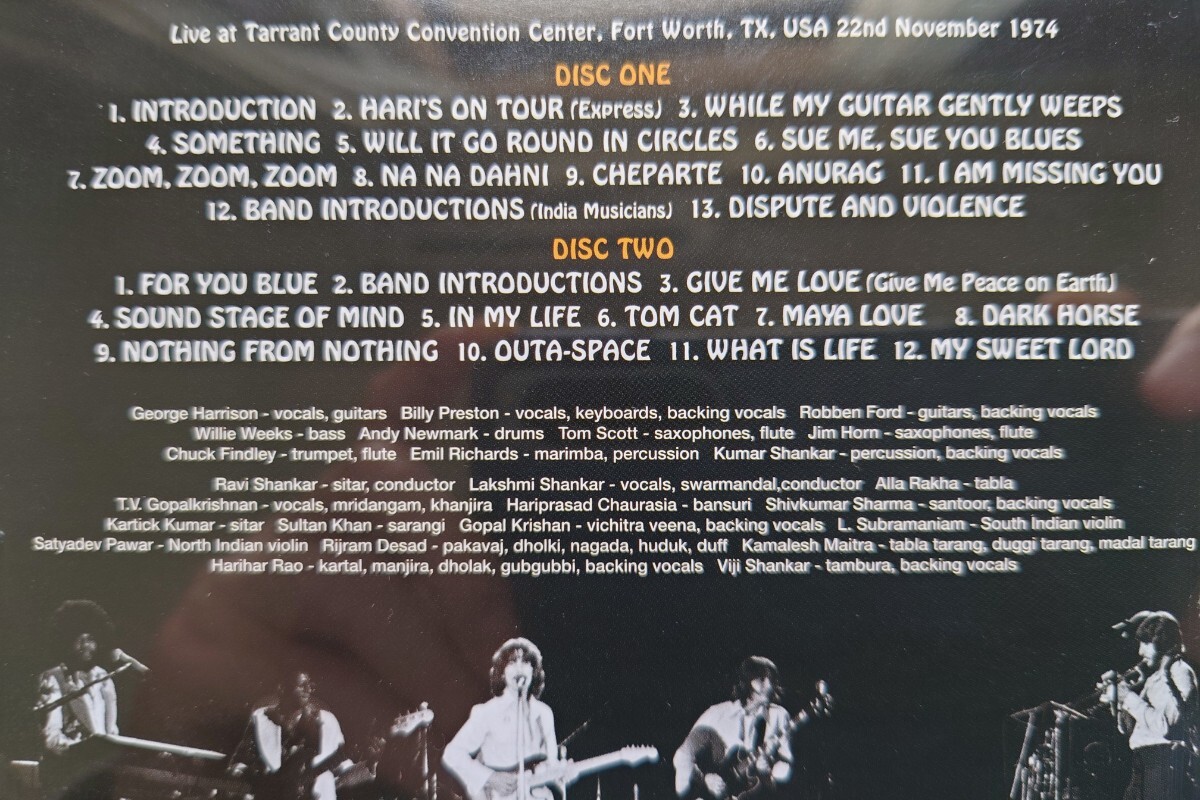 Live at Tarrant County Convention Center, Fort Worth, TX, USA 22nd November 1974
DISC ONE
1. INTRODUCTION 2. HARI'S ON TOUR (Express) 3. WHILE MY GUITAR GENTLY WEEPS
4. SOMETHING 5. WILL IT GO ROUND IN CIRCLES 6. SUE ME, SUE YOU BLUES
7. ZOOM, ZOOM, ZOOM 8. NA NA DAHNI 9. CHEPARTE 10. ANURAG 11. I AM MISSING YOU
12. BAND INTRODUCTIONS (India Musicians) 13. DISPUTE AND VIOLENCE
DISC TWO
1. FOR YOU BLUE 2. BAND INTRODUCTIONS 3. GIVE ME LOVE (Give Me Peace on Earth)
4. SOUND STAGE OF MIND 5. IN MY LIFE 6. TOM CAT 7. MAYA LOVE 8. DARK HORSE
9. NOTHING FROM NOTHING 10. OUTA-SPACE 11. WHAT IS LIFE 12. MY SWEET LORD
George Harrison - vocals, guitars Billy Preston - vocals, keyboards, backing vocals Robben Ford - guitars, backing vocals
Willie Weeks - bass Andy Newmark - drums Tom Scott - saxophones, flute Jim Horn - saxophones, flute
Chuck Findley - trumpet, flute Emil Richards - marimba, percussion Kumar Shankar - percussion, backing vocals
Ravi Shankar - sitar, conductor Lakshmi Shankar - vocals, swarmandal,conductor Alla Rakha - tabla
T.V. Gopalkrishnan - vocals, mridangam, khanjira Hariprasad Chaurasia - bansuri Shivkumar Sharma - santoor, backing vocals
Kartick Kumar - sitar Sultan Khan - sarangi Gopal Krishan - vichitra veena, backing vocals L. Subramaniam - South Indian violin
Satyadev Pawar - North Indian violin Rijram Desad - pakavaj, dholki, nagada, huduk, duff Kamalesh Maitra - tabla tarang, duggi tarang, madal tarang
Harihar Rao - kartal, manjira, dholak, gubgubbi, backing vocals Viji Shankar - tambura, backing vocals